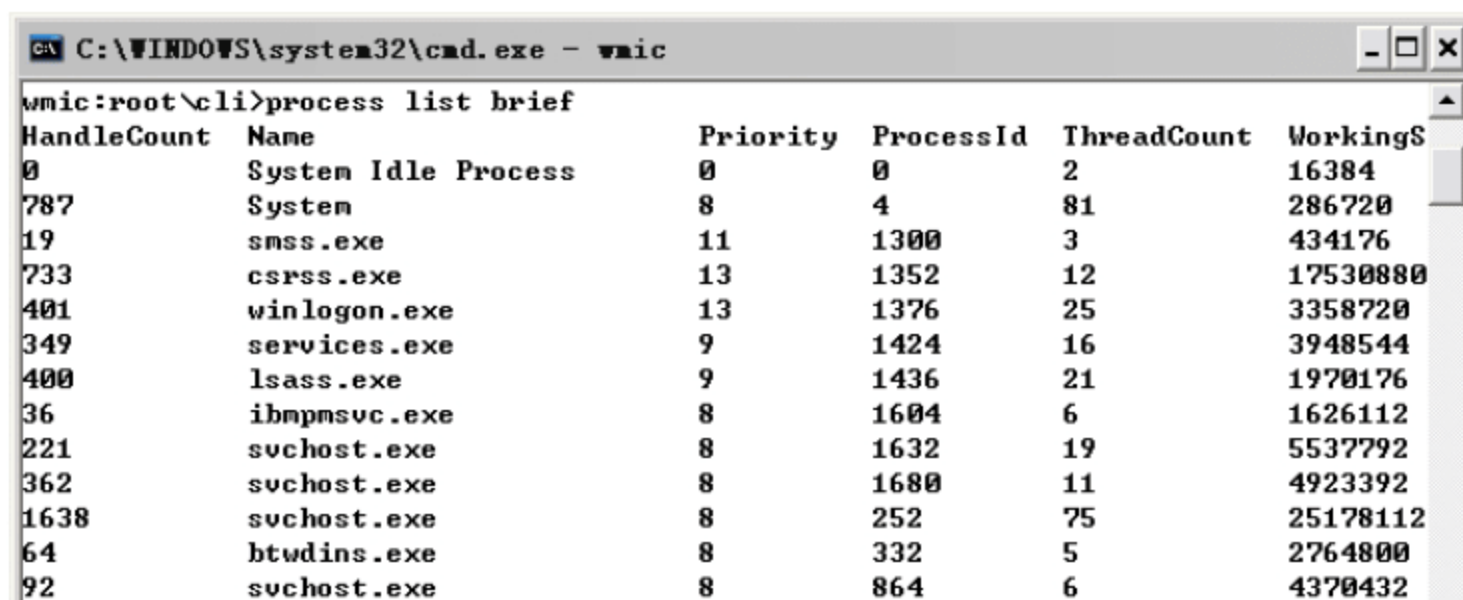 C:\WINDOWS\system32\cmd.exe - wmic
wmic:root\cli>process list brief
HandleCount  Name                       Priority  ProcessId  ThreadCount  WorkingS
0            System Idle Process        0         0          2            16384
787          System                     8         4          81           286720
19           smss.exe                   11        1300       3            434176
733          csrss.exe                  13        1352       12           17530880
401          winlogon.exe               13        1376       25           3358720
349          services.exe               9         1424       16           3948544
400          lsass.exe                  9         1436       21           1970176
36           ibmpmsvc.exe               8         1604       6            1626112
221          svchost.exe                8         1632       19           5537792
362          svchost.exe                8         1680       11           4923392
1638         svchost.exe                8         252        75           25178112
64           btwdins.exe                8         332        5            2764800
92           svchost.exe                8         864        6            4370432